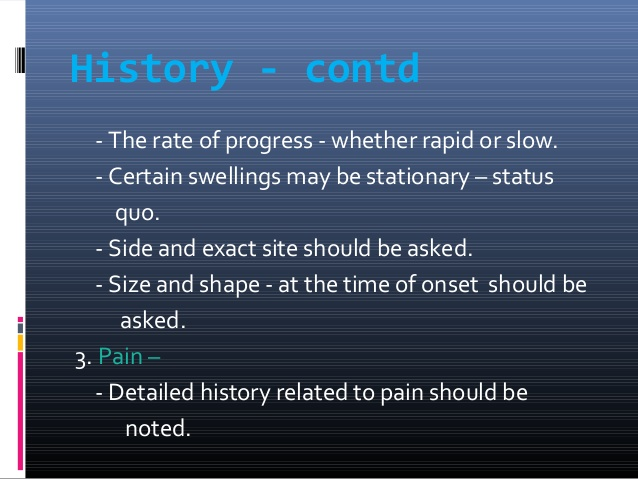 History - contd
- The rate of progress - whether rapid or slow.
- Certain swellings may be stationary – status
quo.
- Side and exact site should be asked.
- Size and shape - at the time of onset should be
asked.
3. Pain –
- Detailed history related to pain should be
noted.